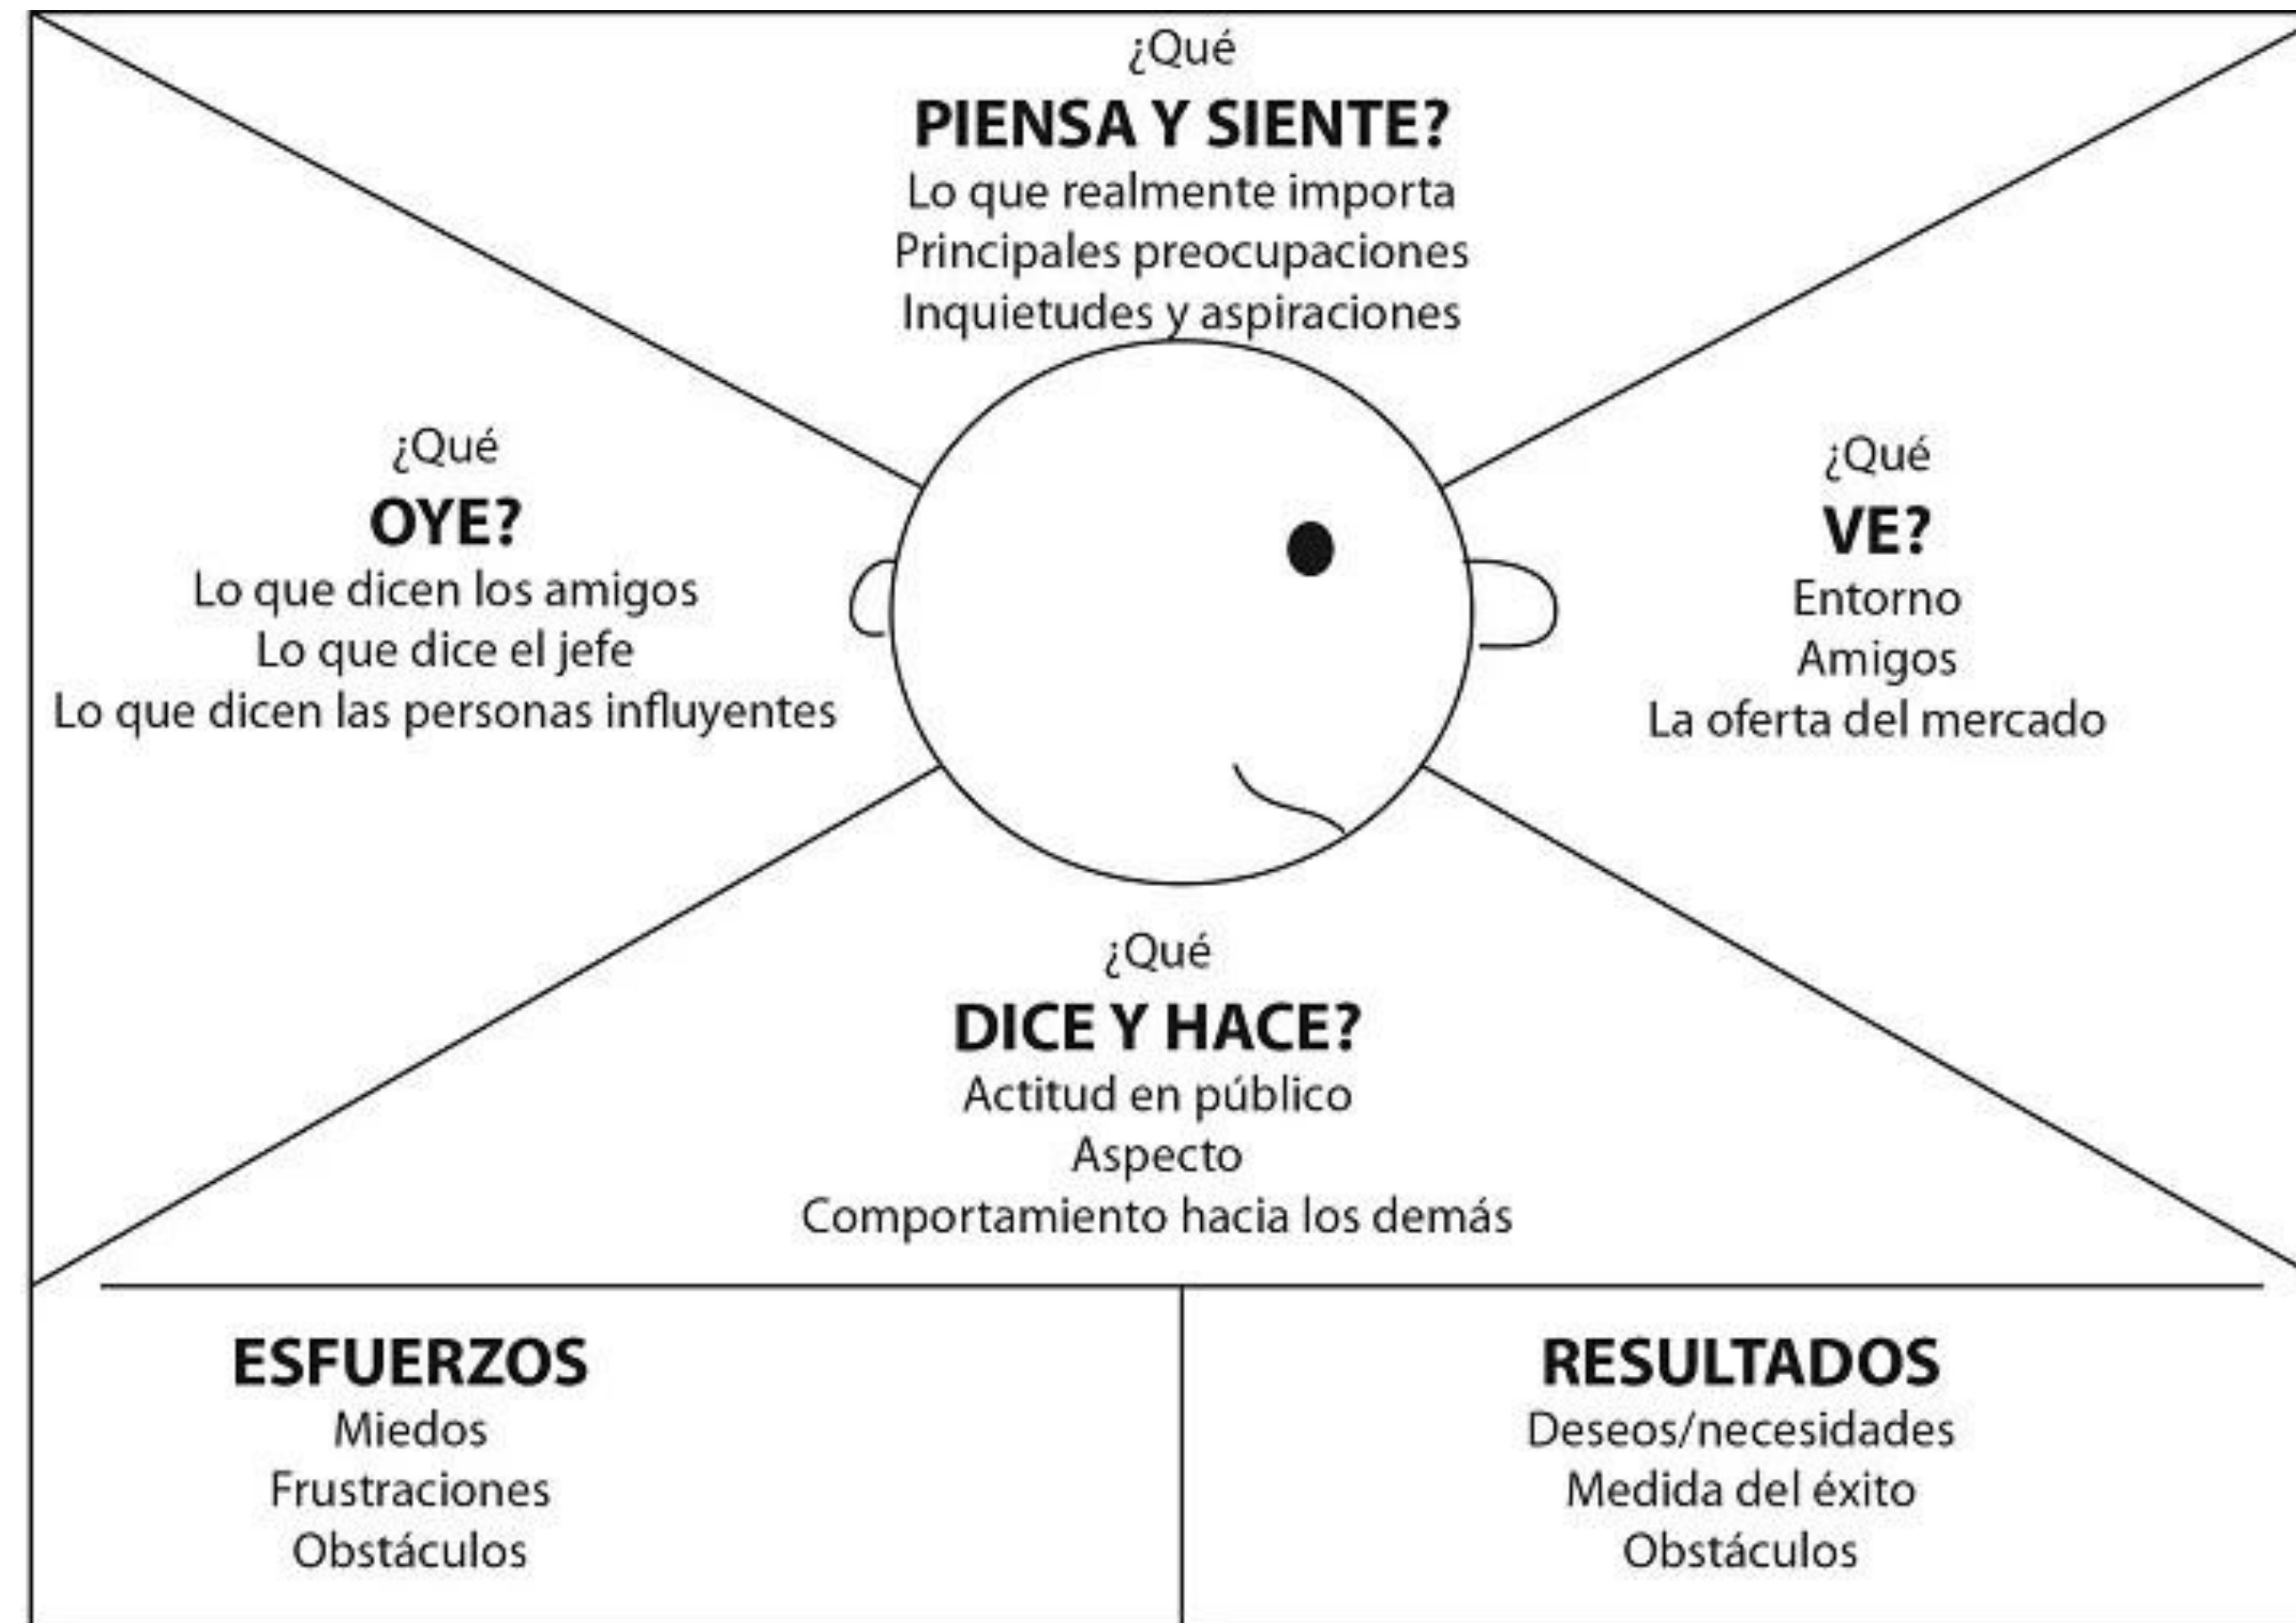 ¿Qué
PIENSA Y SIENTE?
Lo que realmente importa
Principales preocupaciones
Inquietudes y aspiraciones
¿Qué
OYE?
Lo que dicen los amigos
Lo que dice el jefe
Lo que dicen las personas influyentes
¿Qué
VE?
Entorno
Amigos
La oferta del mercado
¿Qué
DICE Y HACE?
Actitud en público
Aspecto
Comportamiento hacia los demás
ESFUERZOS
Miedos
Frustraciones
Obstáculos
RESULTADOS
Deseos/necesidades
Medida del éxito
Obstáculos